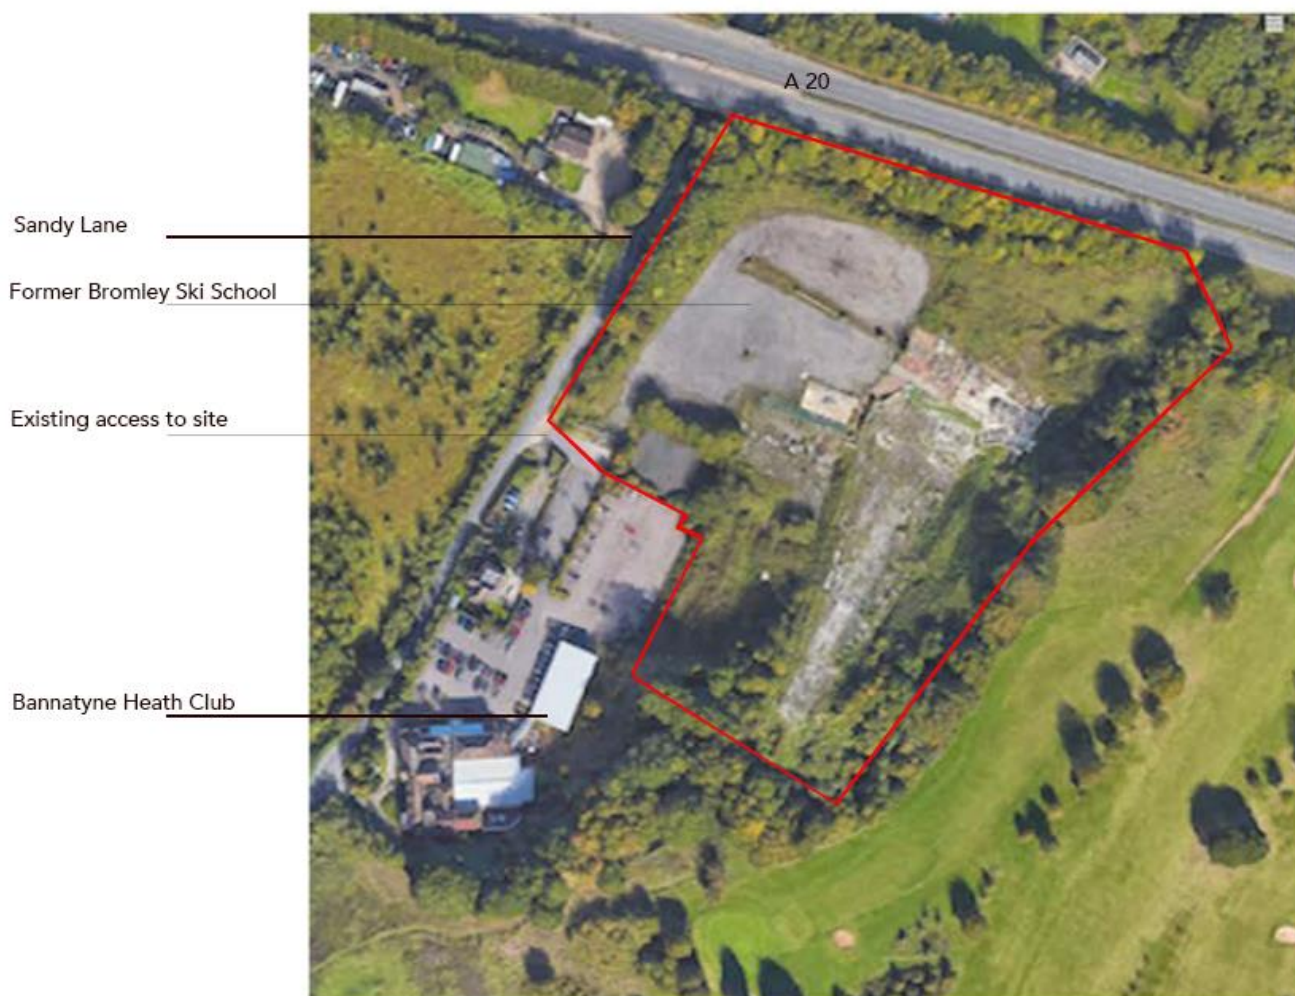 A 20
Sandy Lane
Former Bromley Ski School
Existing access to site
Bannatyne Heath Club